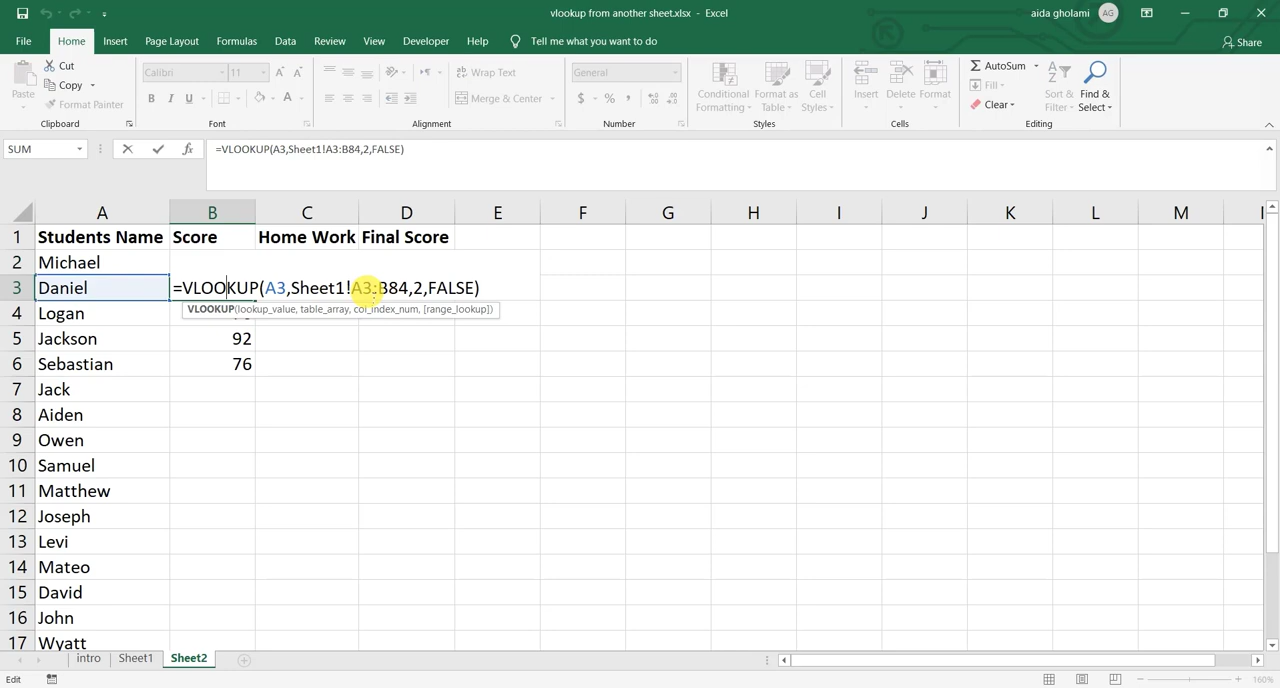 vlookup from another sheet.xlsx - Excel
aida gholami AG
File Home Insert Page Layout Formulas Data Review View Developer Help Tell me what you want to do Share
Paste Cut Copy Format Painter
Calibri 11
B I U A
Wrap Text
Merge & Center
General
$ % ,
Conditional Formatting Format as Table Cell Styles
Insert Delete Format
AutoSum
Fill
Clear
Sort & Filter Find & Select
Clipboard Font Alignment Number Styles Cells Editing
SUM fx =VLOOKUP(A3,Sheet1!A3:B84,2,FALSE)
A B C D E F G H I J K L M
1 Students Name Score Home Work Final Score
2 Michael
3 Daniel =VLOOKUP(A3,Sheet1!A3:B84,2,FALSE)
VLOOKUP(lookup_value, table_array, col_index_num, [range_lookup])
4 Logan
5 Jackson 92
6 Sebastian 76
7 Jack
8 Aiden
9 Owen
10 Samuel
11 Matthew
12 Joseph
13 Levi
14 Mateo
15 David
16 John
17 Wyatt
intro Sheet1 Sheet2
Edit 160%